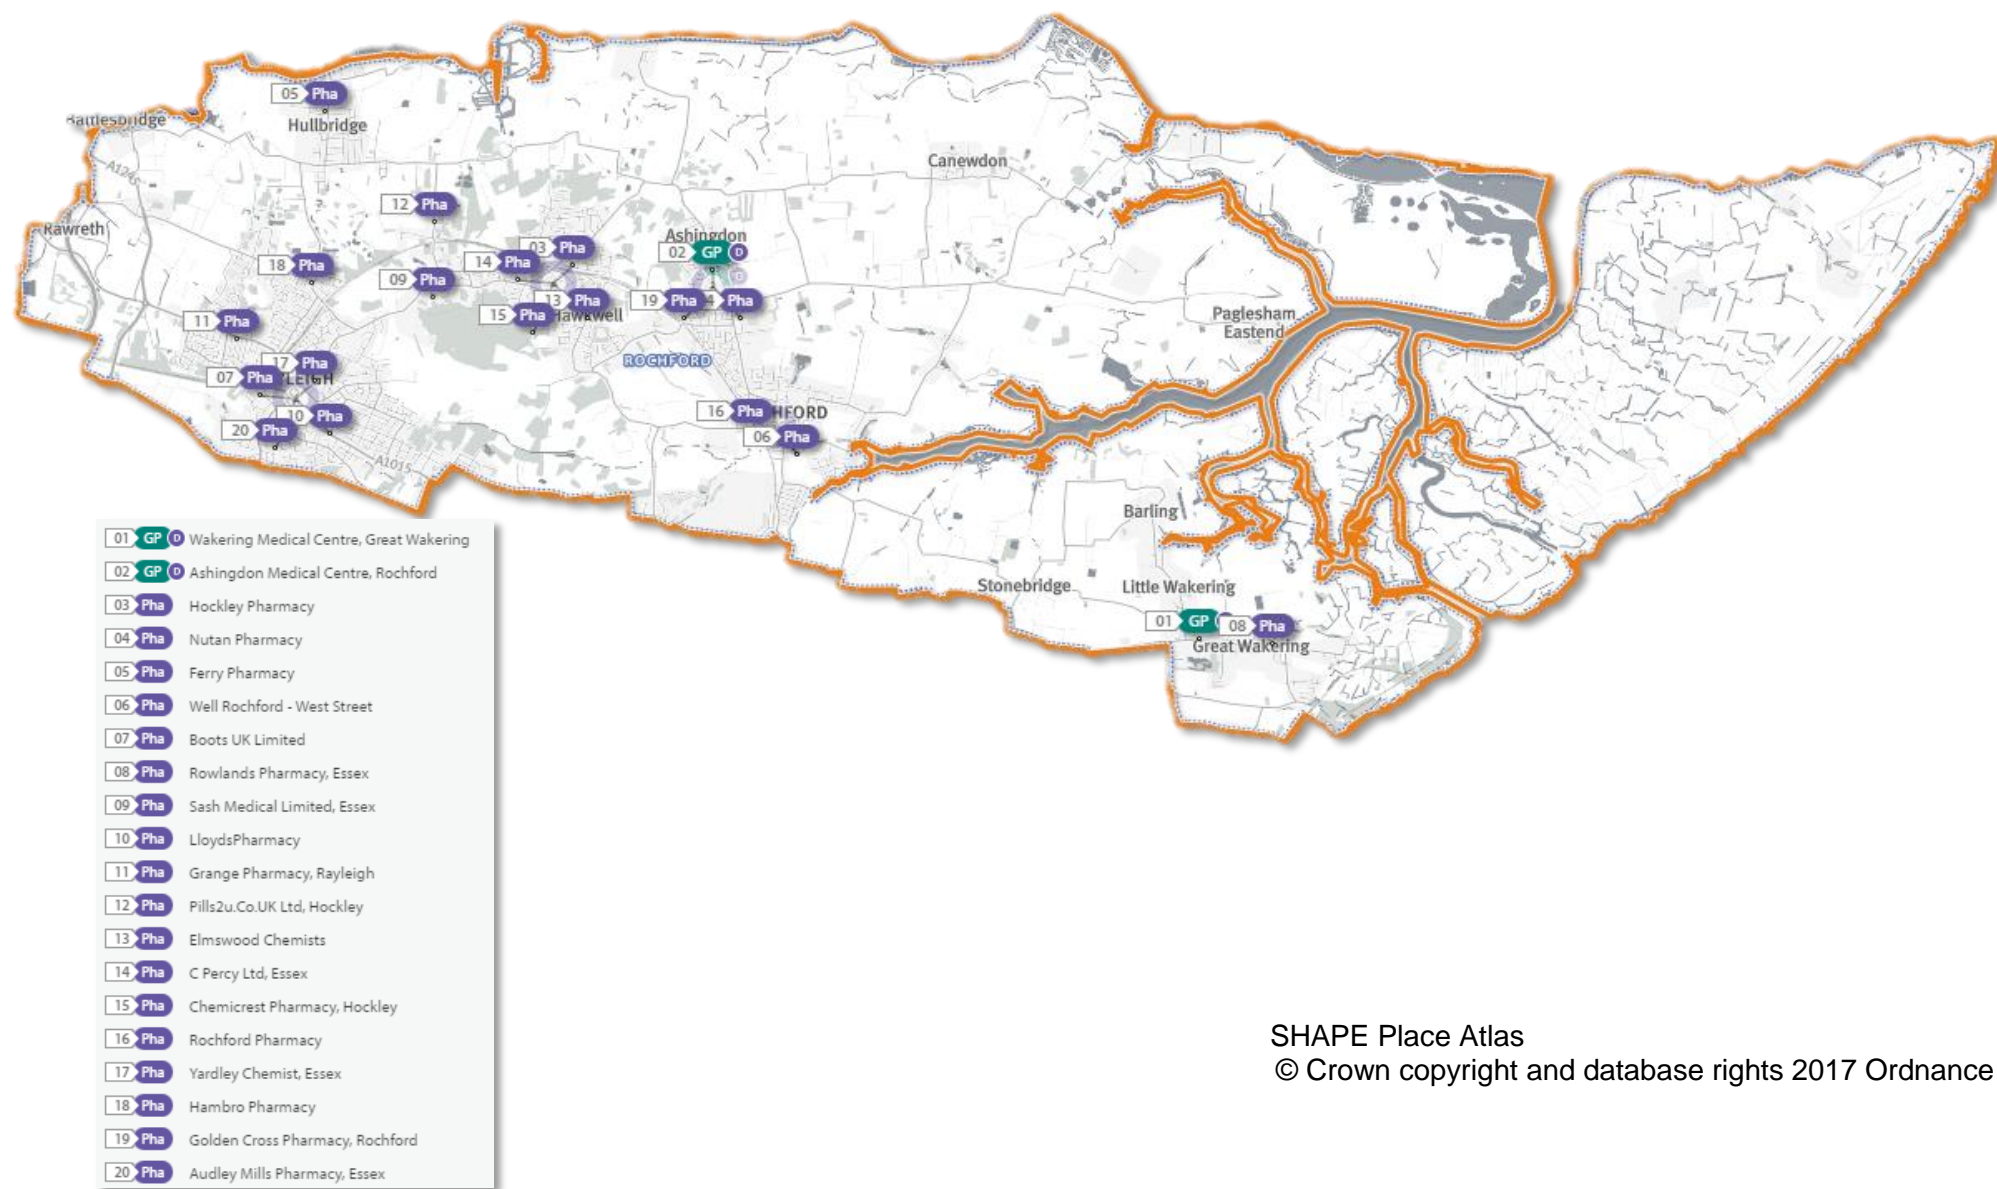 05 Pha
Hullbridge
Battlesbridge
A1245
Canewdon
12 Pha
Rawreth
Ashingdon
03 Pha
02 GP D
14 Pha
18 Pha
09 Pha
13 Pha
19 Pha
4 Pha
15 Pha
Hawkwell
11 Pha
Paglesham
Eastend
ROCHFORD
17 Pha
07 Pha
LEIGH
16 Pha
HFORD
10 Pha
20 Pha
06 Pha
A1015
Barling
Stonebridge
Little Wakering
01 GP
08 Pha
Great Wakering
01 GP D Wakering Medical Centre, Great Wakering
02 GP D Ashingdon Medical Centre, Rochford
03 Pha Hockley Pharmacy
04 Pha Nutan Pharmacy
05 Pha Ferry Pharmacy
06 Pha Well Rochford - West Street
07 Pha Boots UK Limited
08 Pha Rowlands Pharmacy, Essex
09 Pha Sash Medical Limited, Essex
10 Pha LloydsPharmacy
11 Pha Grange Pharmacy, Rayleigh
12 Pha Pills2u.Co.UK Ltd, Hockley
13 Pha Elmswood Chemists
14 Pha C Percy Ltd, Essex
15 Pha Chemicrest Pharmacy, Hockley
16 Pha Rochford Pharmacy
17 Pha Yardley Chemist, Essex
18 Pha Hambro Pharmacy
19 Pha Golden Cross Pharmacy, Rochford
20 Pha Audley Mills Pharmacy, Essex
SHAPE Place Atlas
© Crown copyright and database rights 2017 Ordnance